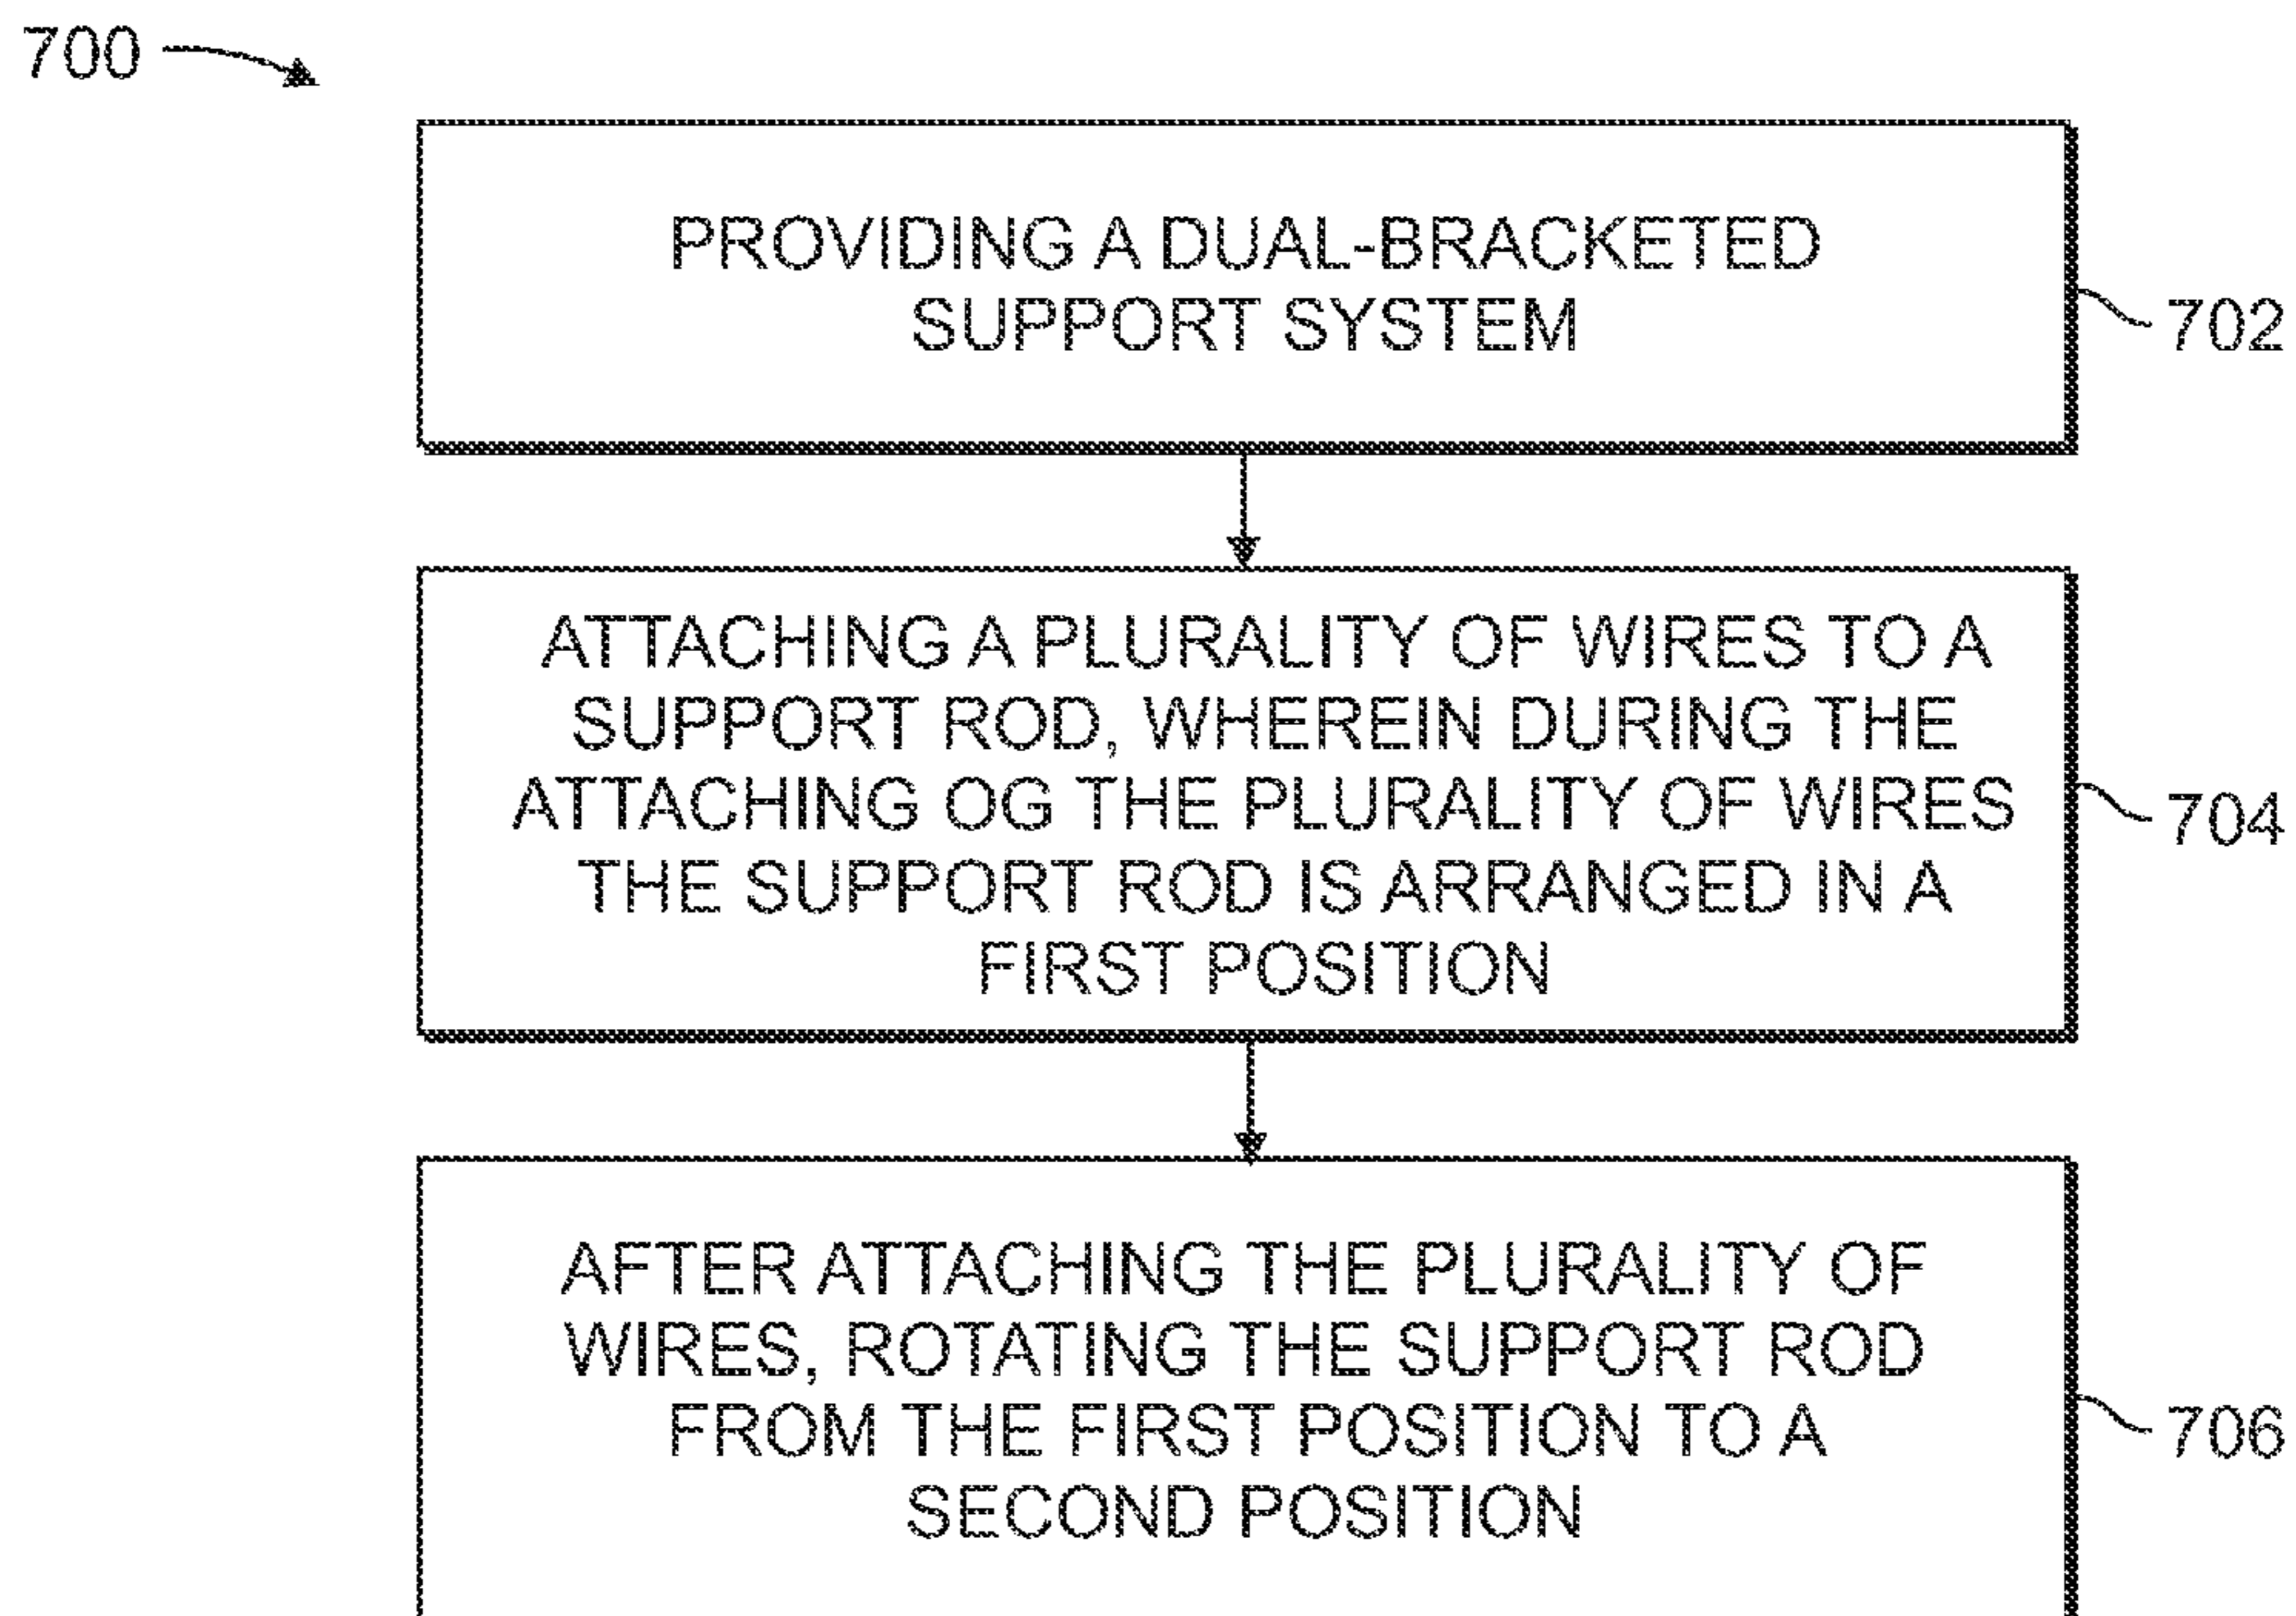 700
PROVIDING A DUAL-BRACKETED
SUPPORT SYSTEM
702
ATTACHING A PLURALITY OF WIRES TO A
SUPPORT ROD, WHEREIN DURING THE
ATTACHING OG THE PLURALITY OF WIRES
THE SUPPORT ROD IS ARRANGED IN A
FIRST POSITION
704
AFTER ATTACHING THE PLURALITY OF
WIRES, ROTATING THE SUPPORT ROD
FROM THE FIRST POSITION TO A
SECOND POSITION
706